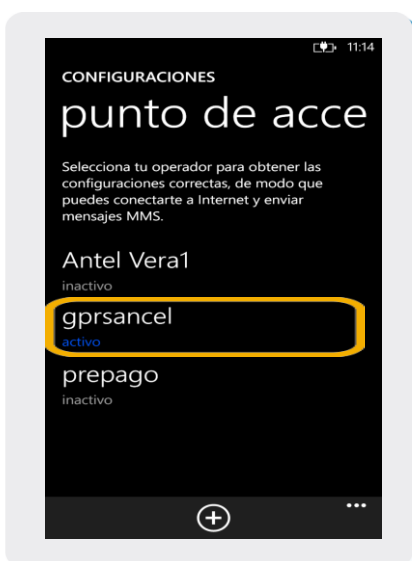 11:14
CONFIGURACIONES
punto de acce
Selecciona tu operador para obtener las
configuraciones correctas, de modo que
puedes conectarte a Internet y enviar
mensajes MMS.
Antel Vera1
inactivo
gprsancel
activo
prepago
inactivo